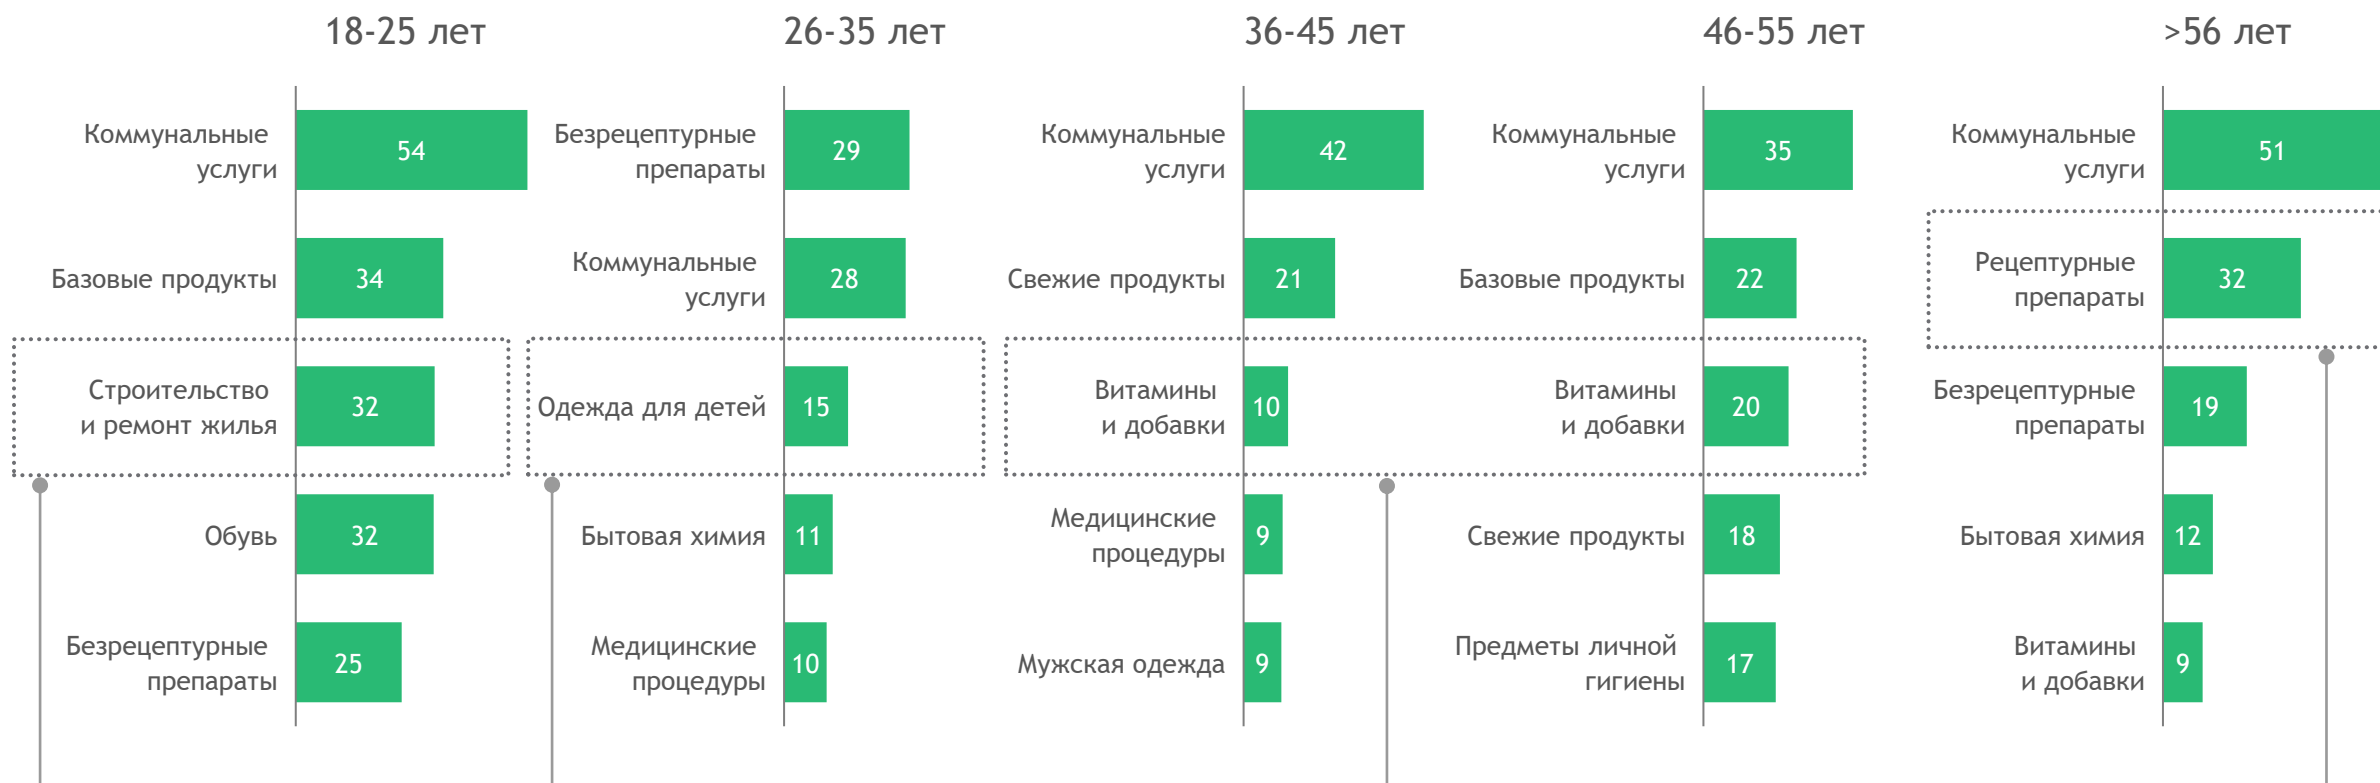 18-25 лет
Коммунальные
услуги
54
Базовые продукты
34
Строительство
и ремонт жилья
32
Обувь
32
Безрецептурные
препараты
25
26-35 лет
Безрецептурные
препараты
29
Коммунальные
услуги
28
Одежда для детей
15
Бытовая химия
11
Медицинские
процедуры
10
36-45 лет
Коммунальные
услуги
42
Свежие продукты
21
Витамины
и добавки
10
Медицинские
процедуры
9
Мужская одежда
9
46-55 лет
Коммунальные
услуги
35
Базовые продукты
22
Витамины
и добавки
20
Свежие продукты
18
Предметы личной
гигиены
17
>56 лет
Коммунальные
услуги
51
Рецептурные
препараты
32
Безрецептурные
препараты
19
Бытовая химия
12
Витамины
и добавки
9